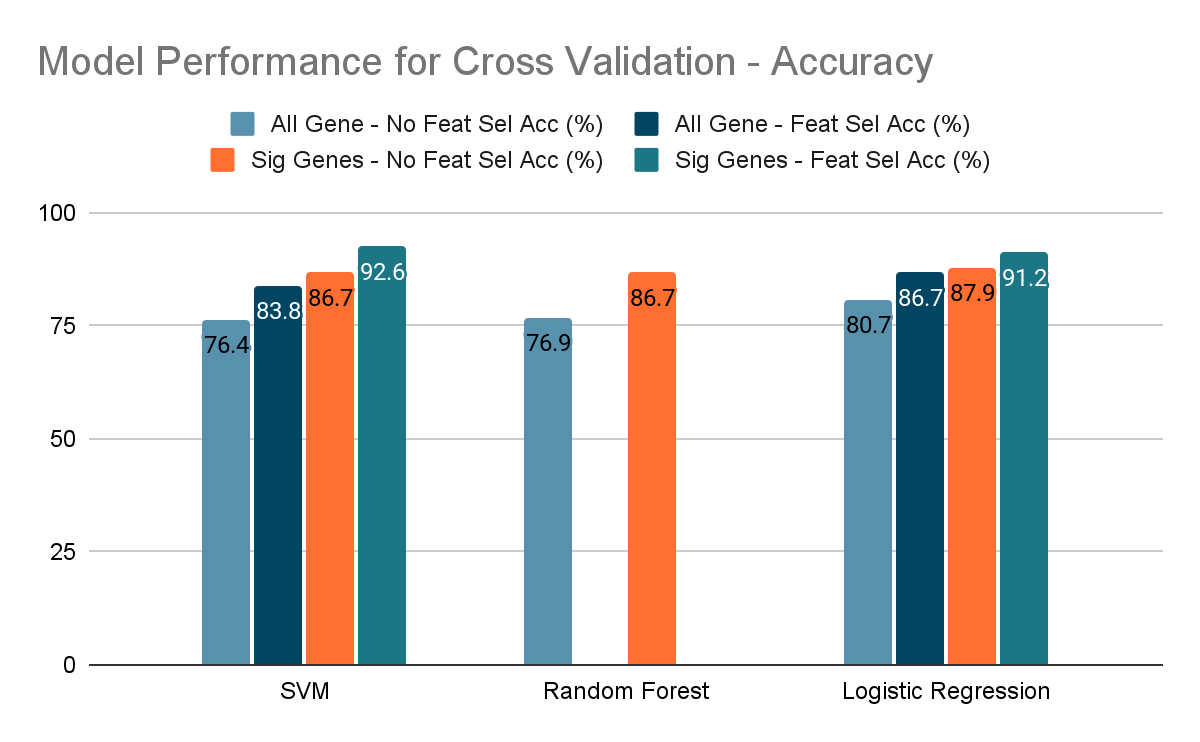 Model Performance for Cross Validation - Accuracy
All Gene - No Feat Sel Acc (%) All Gene - Feat Sel Acc (%)
Sig Genes - No Feat Sel Acc (%) Sig Genes - Feat Sel Acc (%)
100
75
50
25
0
76.4 83.8 86.7 92.6
76.9 86.7
80.7 86.7 87.9 91.2
SVM Random Forest Logistic Regression